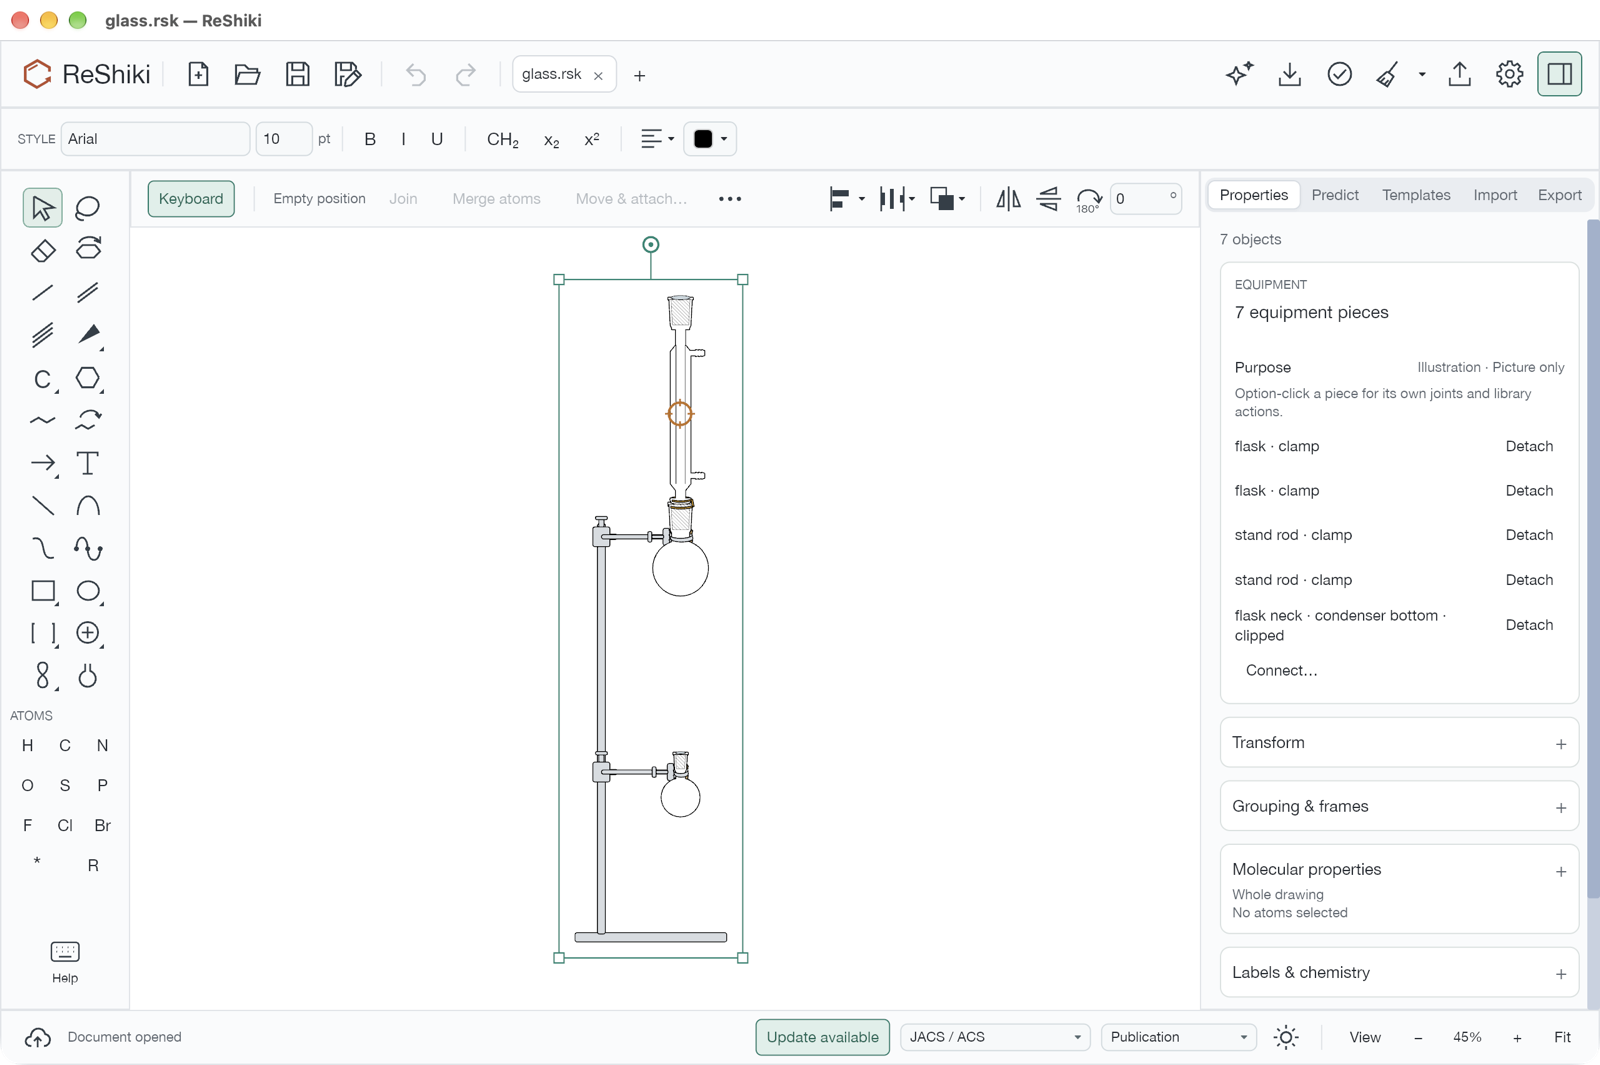 glass.rsk — ReShiki
ReShiki
glass.rsk
STYLE Arial 10 pt B I U CH₂ x₂ x²
Keyboard Empty position Join Merge atoms Move & attach... 180° 0 °
Properties Predict Templates Import Export
7 objects
EQUIPMENT
7 equipment pieces
Purpose Illustration · Picture only
Option-click a piece for its own joints and library
actions.
flask · clamp Detach
flask · clamp Detach
stand rod · clamp Detach
stand rod · clamp Detach
flask neck · condenser bottom ·
clipped Detach
Connect...
Transform
Grouping & frames
Molecular properties
Whole drawing
No atoms selected
Labels & chemistry
C
T
ATOMS
H C N
O S P
F Cl Br
* R
Help
Document opened Update available JACS / ACS Publication View – 45% + Fit